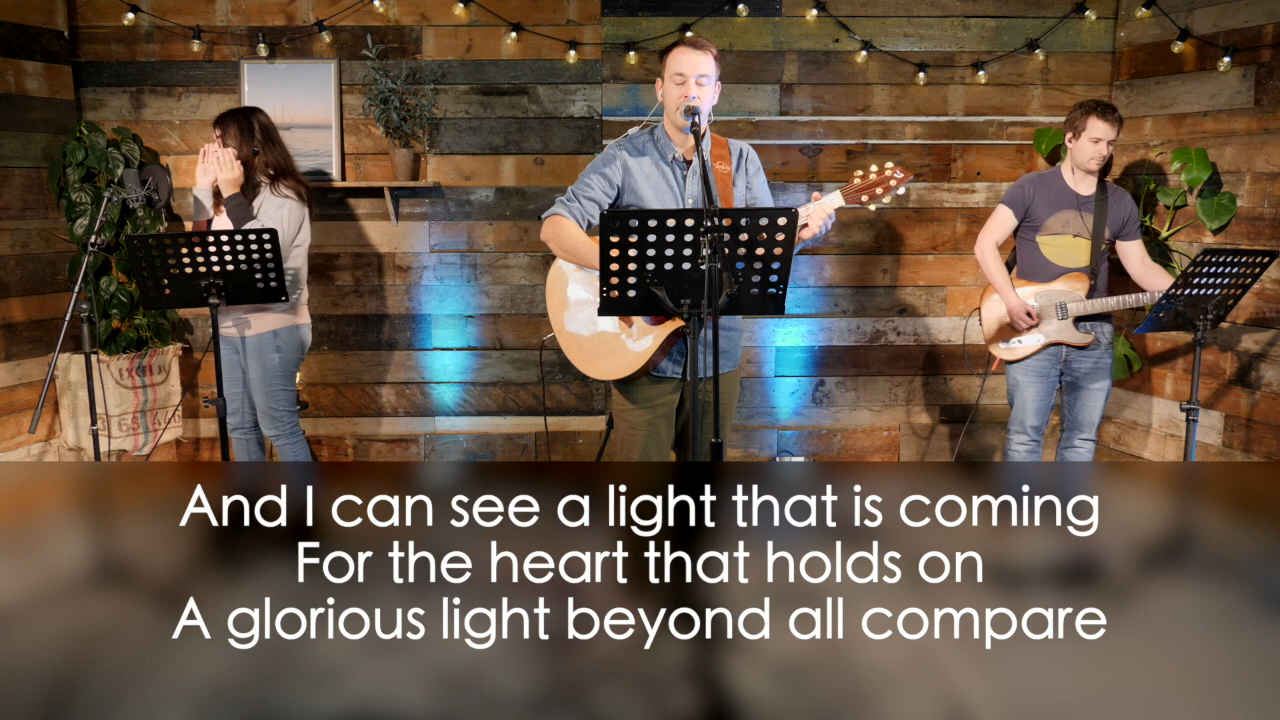 And I can see a light that is coming
For the heart that holds on
A glorious light beyond all compare